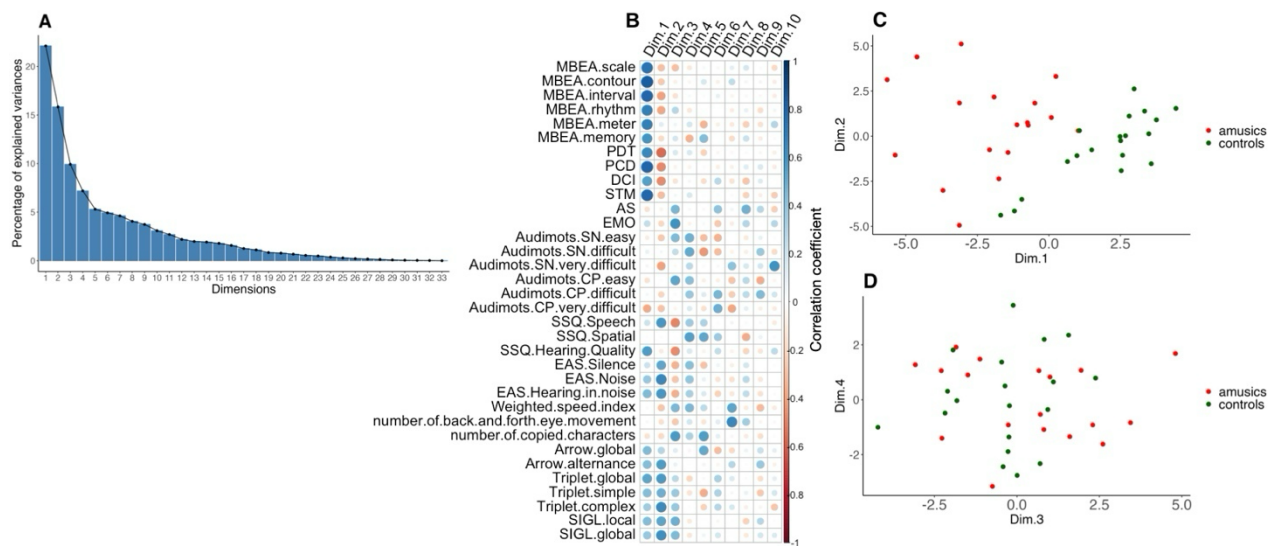 A
Percentage of explained variances
20
15
10
5
0
1 2 3 4 5 6 7 8 9 10 11 12 13 14 15 16 17 18 19 20 21 22 23 24 25 26 27 28 29 30 31 32 33
Dimensions
B
Dim.1 Dim.2 Dim.3 Dim.4 Dim.5 Dim.6 Dim.7 Dim.8 Dim.9 Dim.10
MBEA.scale
MBEA.contour
MBEA.interval
MBEA.rhythm
MBEA.meter
MBEA.memory
PDT
PCD
DCI
STM
AS
EMO
Audimots.SN.easy
Audimots.SN.difficult
Audimots.SN.very.difficult
Audimots.CP.easy
Audimots.CP.difficult
Audimots.CP.very.difficult
SSQ.Speech
SSQ.Spatial
SSQ.Hearing.Quality
EAS.Silence
EAS.Noise
EAS.Hearing.in.noise
Weighted.speed.index
number.of.back.and.forth.eye.movement
number.of.copied.characters
Arrow.global
Arrow.alternance
Triplet.global
Triplet.simple
Triplet.complex
SIGL.local
SIGL.global
1
0.8
0.6
0.4
0.2
0
-0.2
-0.4
-0.6
-0.8
-1
Correlation coefficient
C
Dim.2
5.0
2.5
0.0
-2.5
-5.0
-5.0 -2.5 0.0 2.5
Dim.1
amusics
controls
D
Dim.4
2
0
-2
-2.5 0.0 2.5 5.0
Dim.3
amusics
controls